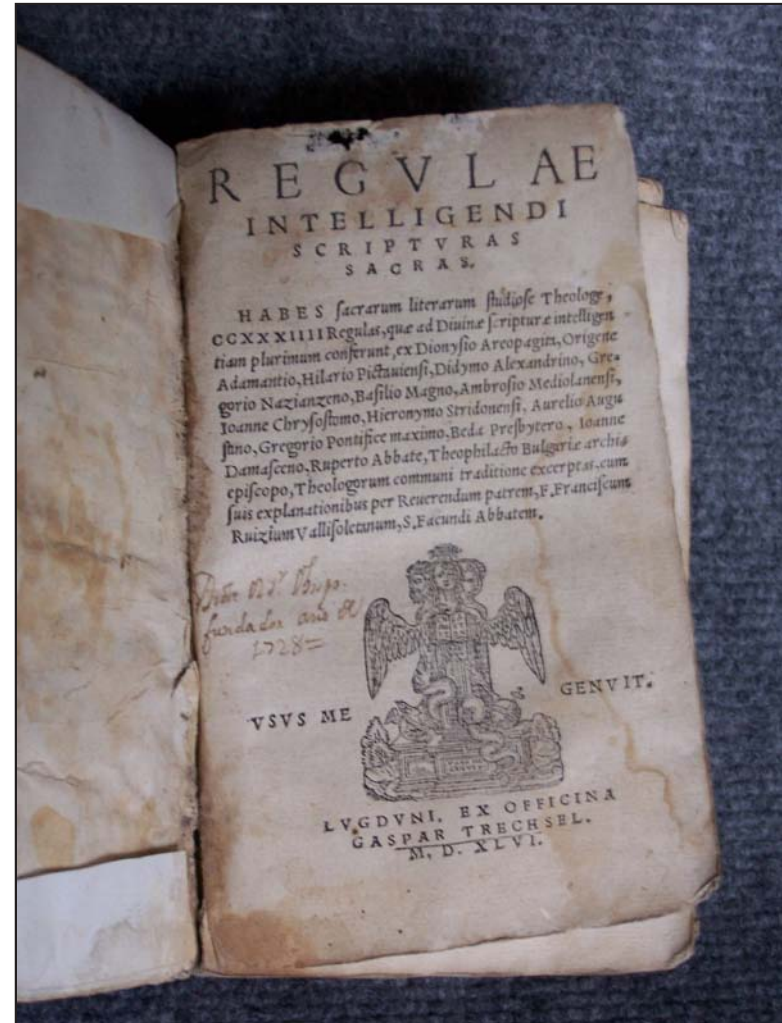 REGVLAE
INTELLIGENDI
SCRIPTVRAS
SACRAS.
HABES sacrarum literarum studiose Theologe,
CCXXXIIII Regulas, quæ ad Diuinæ scripturæ intelligen
tiam plurimum conferunt, ex Dionysio Areopagita, Origene
Adamantio, Hilario Pictauiensi, Didymo Alexandrino, Gre-
gorio Nazianzeno, Basilio Magno, Ambrosio Mediolanensi,
Ioanne Chrysostomo, Hieronymo Stridonensi, Aurelio Augu
stino, Gregorio Pontifice maximo, Beda Presbytero, Ioanne
Damasceno, Ruperto Abbate, Theophilacto Bulgariæ archi-
episcopo, Theologorum communi traditione excerptas, cum
suis explanationibus per Reuerendum patrem, F. Franciscum
Ruizium Vallisoletanum, S. Facundi Abbatem.
fundador
1728=
VSVS ME GENVIT.
LVGDVNI. EX OFFICINA
GASPAR TRECHSEL.
M. D. XLVI.